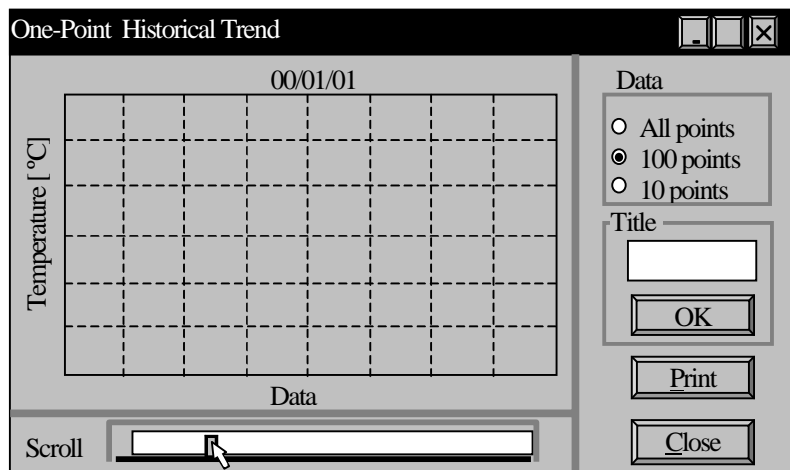 One-Point Historical Trend
00/01/01
Temperature [ ºC]
Data
Scroll
Data
All points
100 points
10 points
Title
OK
Print
Close